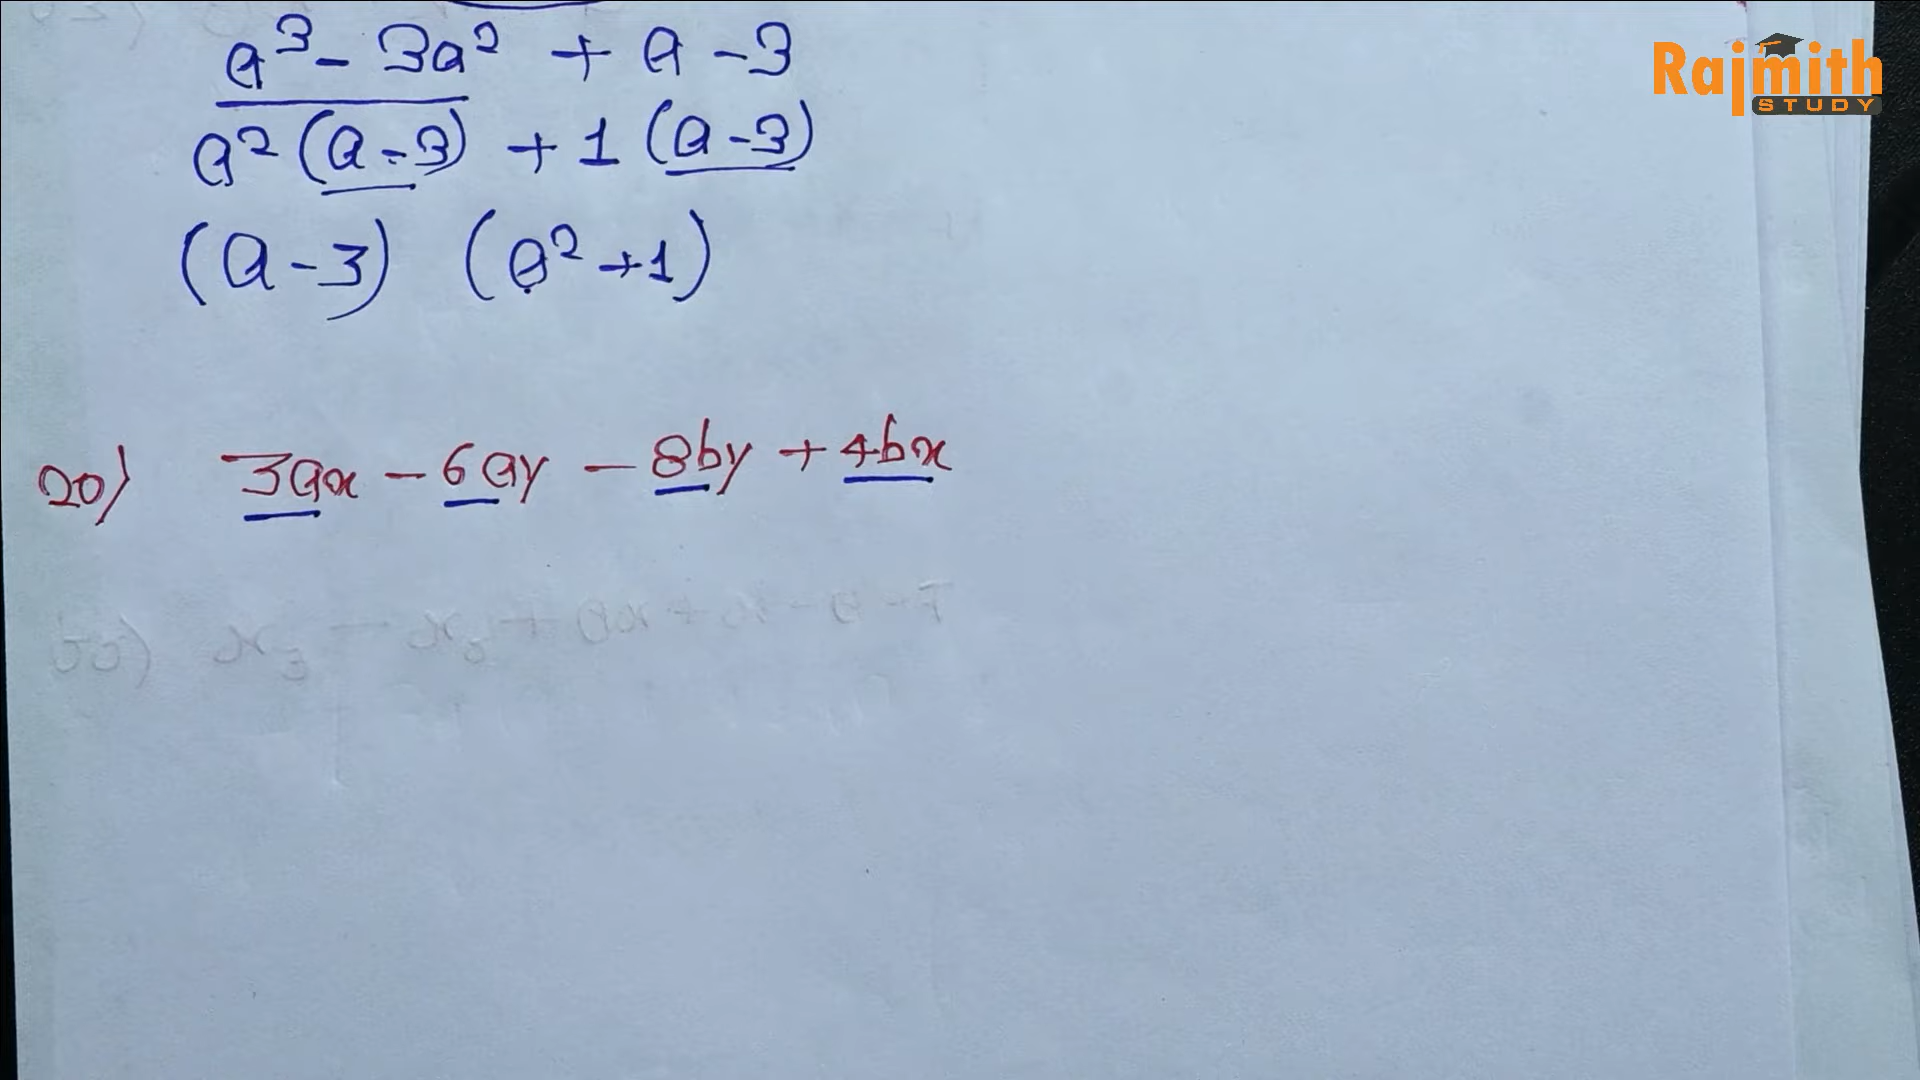 a³ - 3a² + a - 3
Rajmith
STUDY
a² (a - 3) + 1 (a - 3)
(a - 3) (a² + 1)
20) 3ax - 6ay - 8by + 4bx